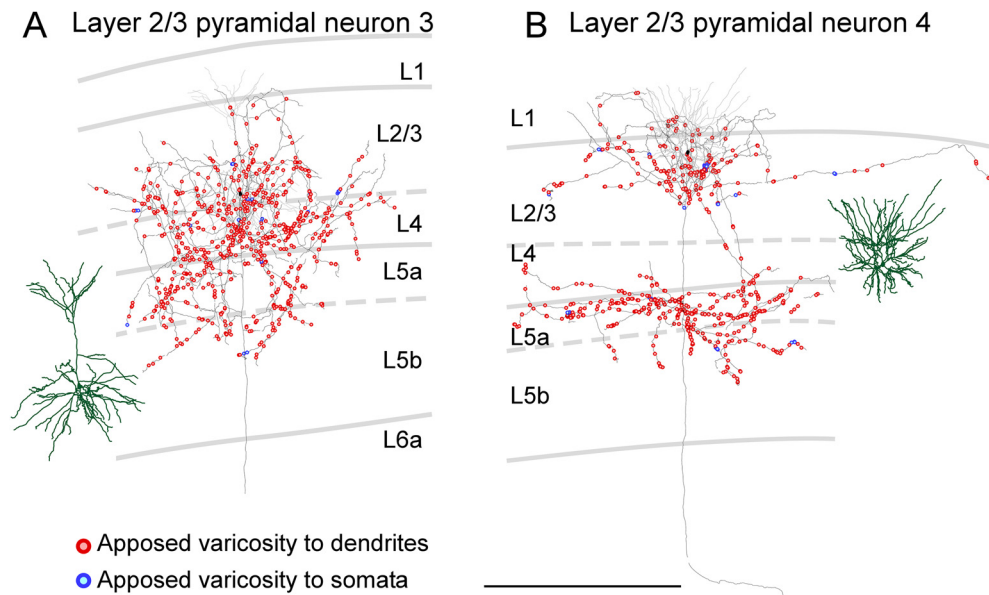 A Layer 2/3 pyramidal neuron 3
L1
L2/3
L4
L5a
L5b
L6a
Apposed varicosity to dendrites
Apposed varicosity to somata
B Layer 2/3 pyramidal neuron 4
L1
L2/3
L4
L5a
L5b